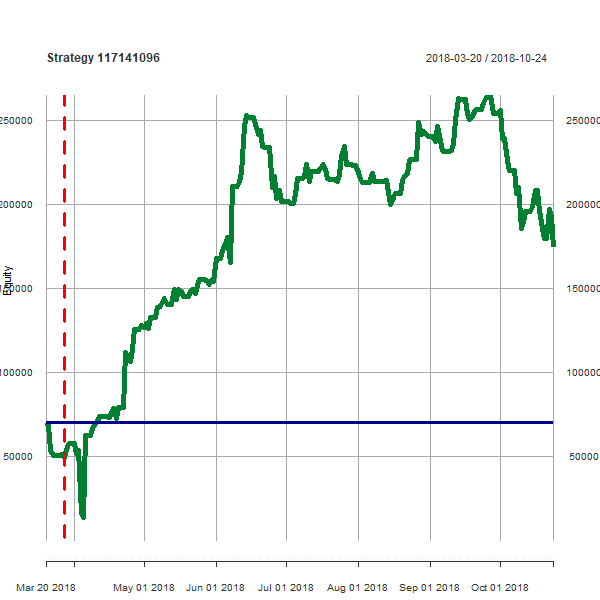 Strategy 117141096
2018-03-20 / 2018-10-24
250000
250000
200000
200000
150000
150000
100000
100000
50000
50000
Equity
Mar 20 2018
May 01 2018
Jun 01 2018
Jul 01 2018
Aug 01 2018
Sep 01 2018
Oct 01 2018